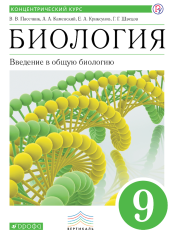 КОНЦЕНТРИЧЕСКИЙ КУРС
В. В. Пасечник, А. А. Каменский, Е. А. Криксунов, Г. Г. Швецов
БИОЛОГИЯ
Введение в общую биологию
9
дрофа
ВЕРТИКАЛЬ